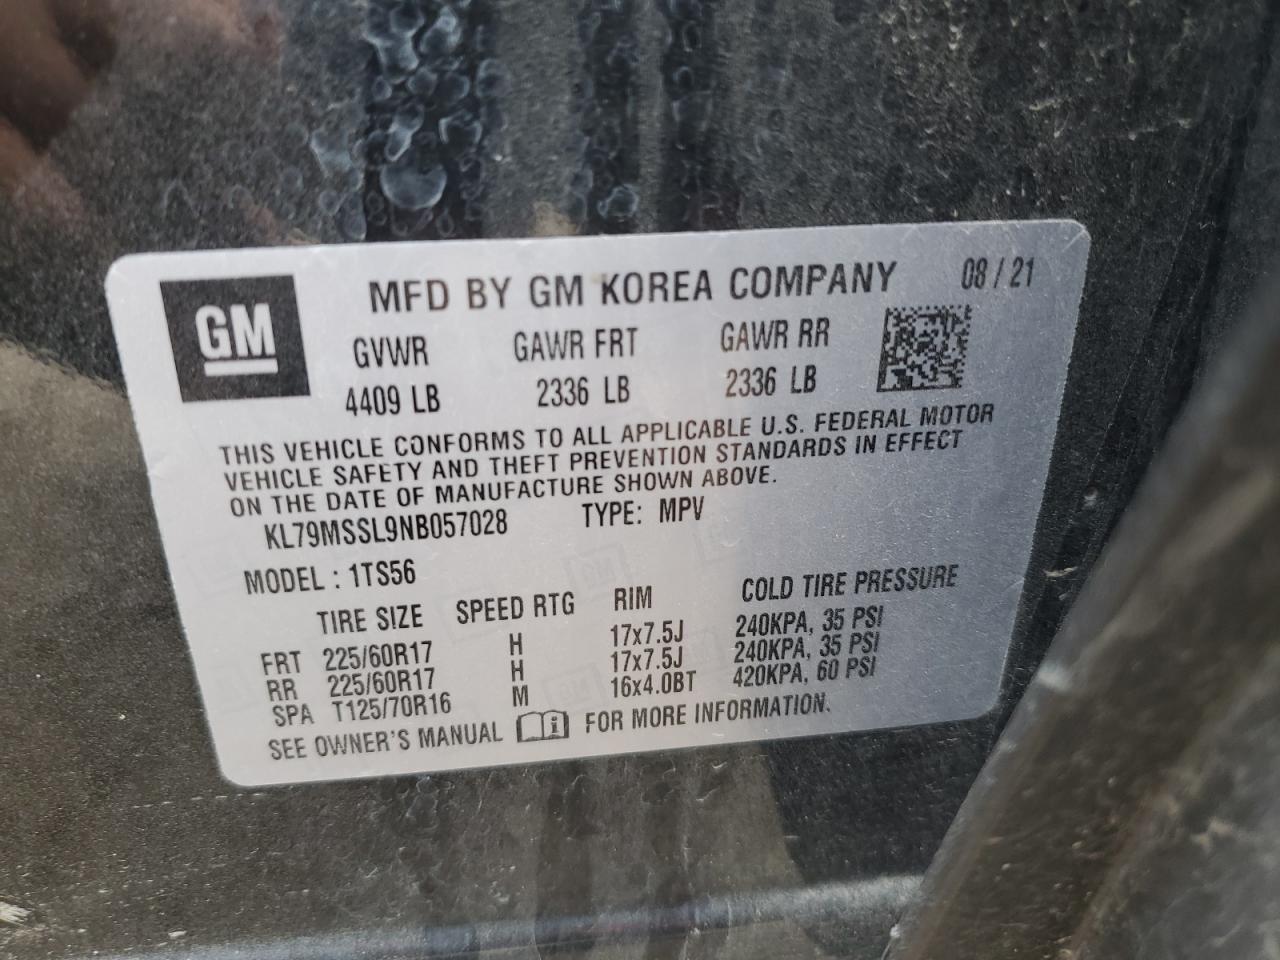 GM
MFD BY GM KOREA COMPANY 08 / 21
GVWR GAWR FRT GAWR RR
4409 LB 2336 LB 2336 LB
THIS VEHICLE CONFORMS TO ALL APPLICABLE U.S. FEDERAL MOTOR
VEHICLE SAFETY AND THEFT PREVENTION STANDARDS IN EFFECT
ON THE DATE OF MANUFACTURE SHOWN ABOVE.
KL79MSSL9NB057028 TYPE: MPV
MODEL : 1TS56
TIRE SIZE SPEED RTG RIM COLD TIRE PRESSURE
FRT 225/60R17 H 17x7.5J 240KPA, 35 PSI
RR 225/60R17 H 17x7.5J 240KPA, 35 PSI
SPA T125/70R16 M 16x4.0BT 420KPA, 60 PSI
SEE OWNER'S MANUAL i FOR MORE INFORMATION.